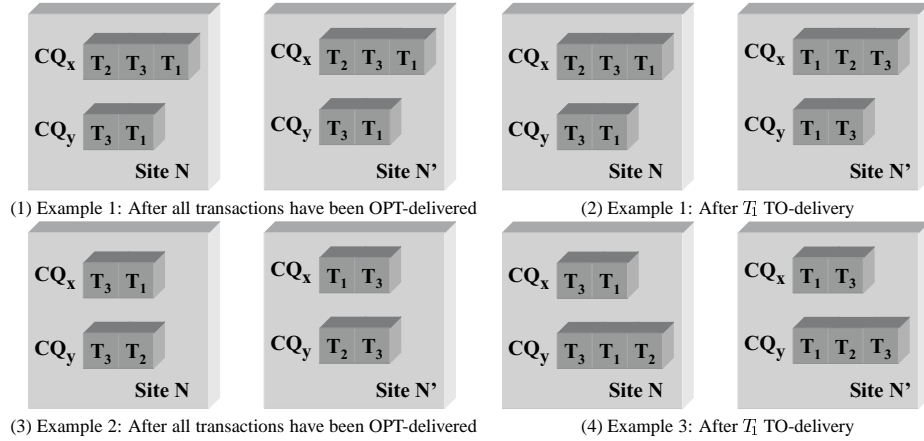 CQx T2 T3 T1
CQy T3 T1
Site N
CQx T2 T3 T1
CQy T3 T1
Site N’
(1) Example 1: After all transactions have been OPT-delivered
CQx T2 T3 T1
CQy T3 T1
Site N
CQx T1 T2 T3
CQy T1 T3
Site N’
(2) Example 1: After T1 TO-delivery
CQx T3 T1
CQy T3 T2
Site N
CQx T1 T3
CQy T2 T3
Site N’
(3) Example 2: After all transactions have been OPT-delivered
CQx T3 T1
CQy T3 T1 T2
Site N
CQx T1 T3
CQy T1 T2 T3
Site N’
(4) Example 3: After T1 TO-delivery